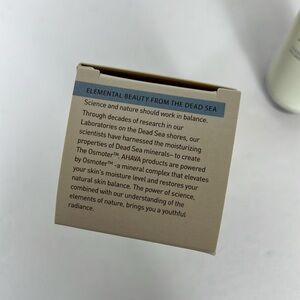 ELEMENTAL BEAUTY FROM THE DEAD SEA
Science and nature should work in balance.
Through decades of research in our
Laboratories on the Dead Sea shores, our
scientists have harnessed the moisturizing
properties of Dead Sea minerals– to create
The Osmoter™. AHAVA products are powered
by Osmoter™ -a mineral complex that elevates
your skin's moisture level and restores your
natural skin balance. The power of science,
combined with our understanding of the
elements of nature, brings you a youthful
radiance.